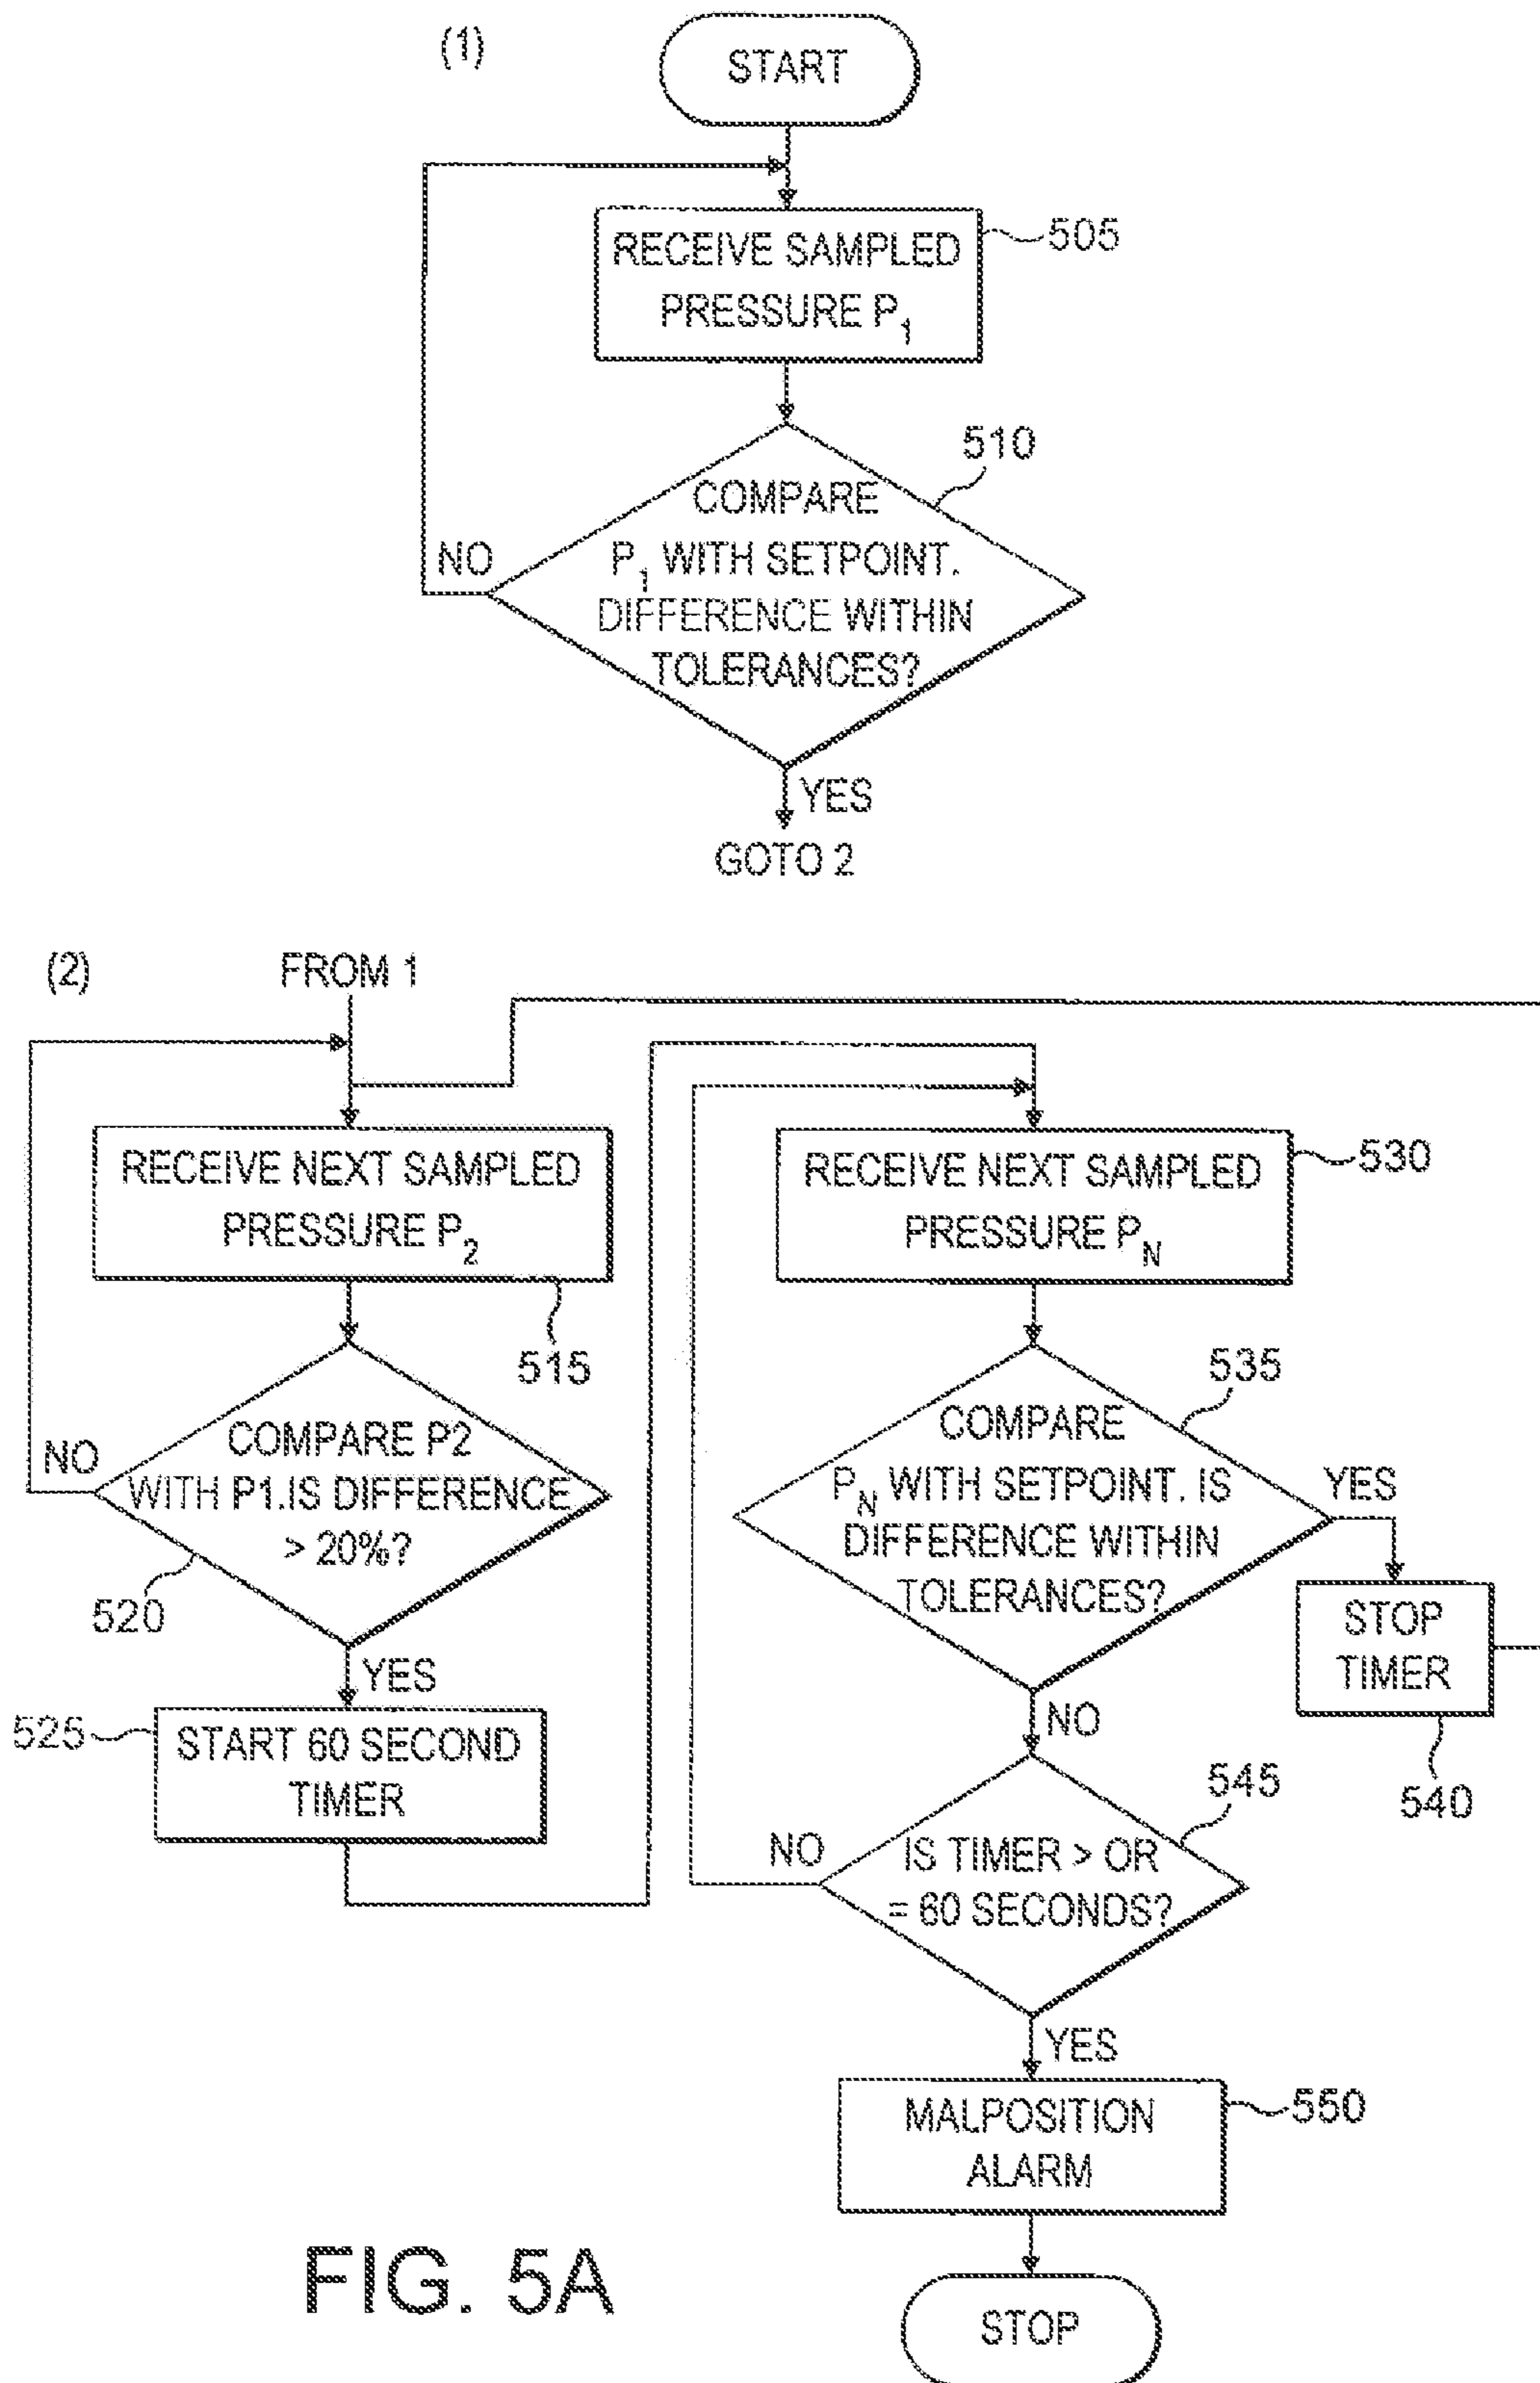 (1)
START
RECEIVE SAMPLED
PRESSURE P1
505
510
COMPARE
P1 WITH SETPOINT.
DIFFERENCE WITHIN
TOLERANCES?
NO
YES
GOTO 2
(2)
FROM 1
RECEIVE NEXT SAMPLED
PRESSURE P2
515
COMPARE P2
WITH P1.IS DIFFERENCE
> 20%?
NO
520
YES
525
START 60 SECOND
TIMER
RECEIVE NEXT SAMPLED
PRESSURE PN
530
535
COMPARE
PN WITH SETPOINT. IS
DIFFERENCE WITHIN
TOLERANCES?
YES
STOP
TIMER
540
NO
545
IS TIMER > OR
= 60 SECONDS?
NO
YES
MALPOSITION
ALARM
550
STOP
FIG. 5A